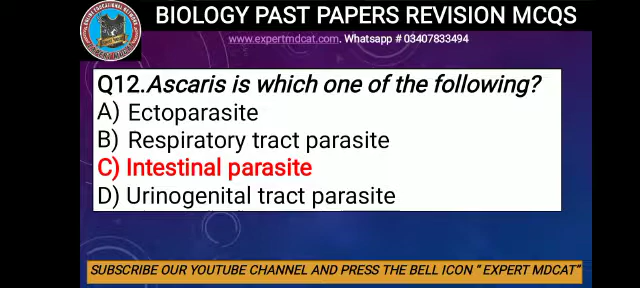 BIOLOGY PAST PAPERS REVISION MCQS
www.expertmdcat.com. Whatsapp # 03407833494
Q12.Ascaris is which one of the following?
A) Ectoparasite
B) Respiratory tract parasite
C) Intestinal parasite
D) Urinogenital tract parasite
SUBSCRIBE OUR YOUTUBE CHANNEL AND PRESS THE BELL ICON " EXPERT MDCAT"